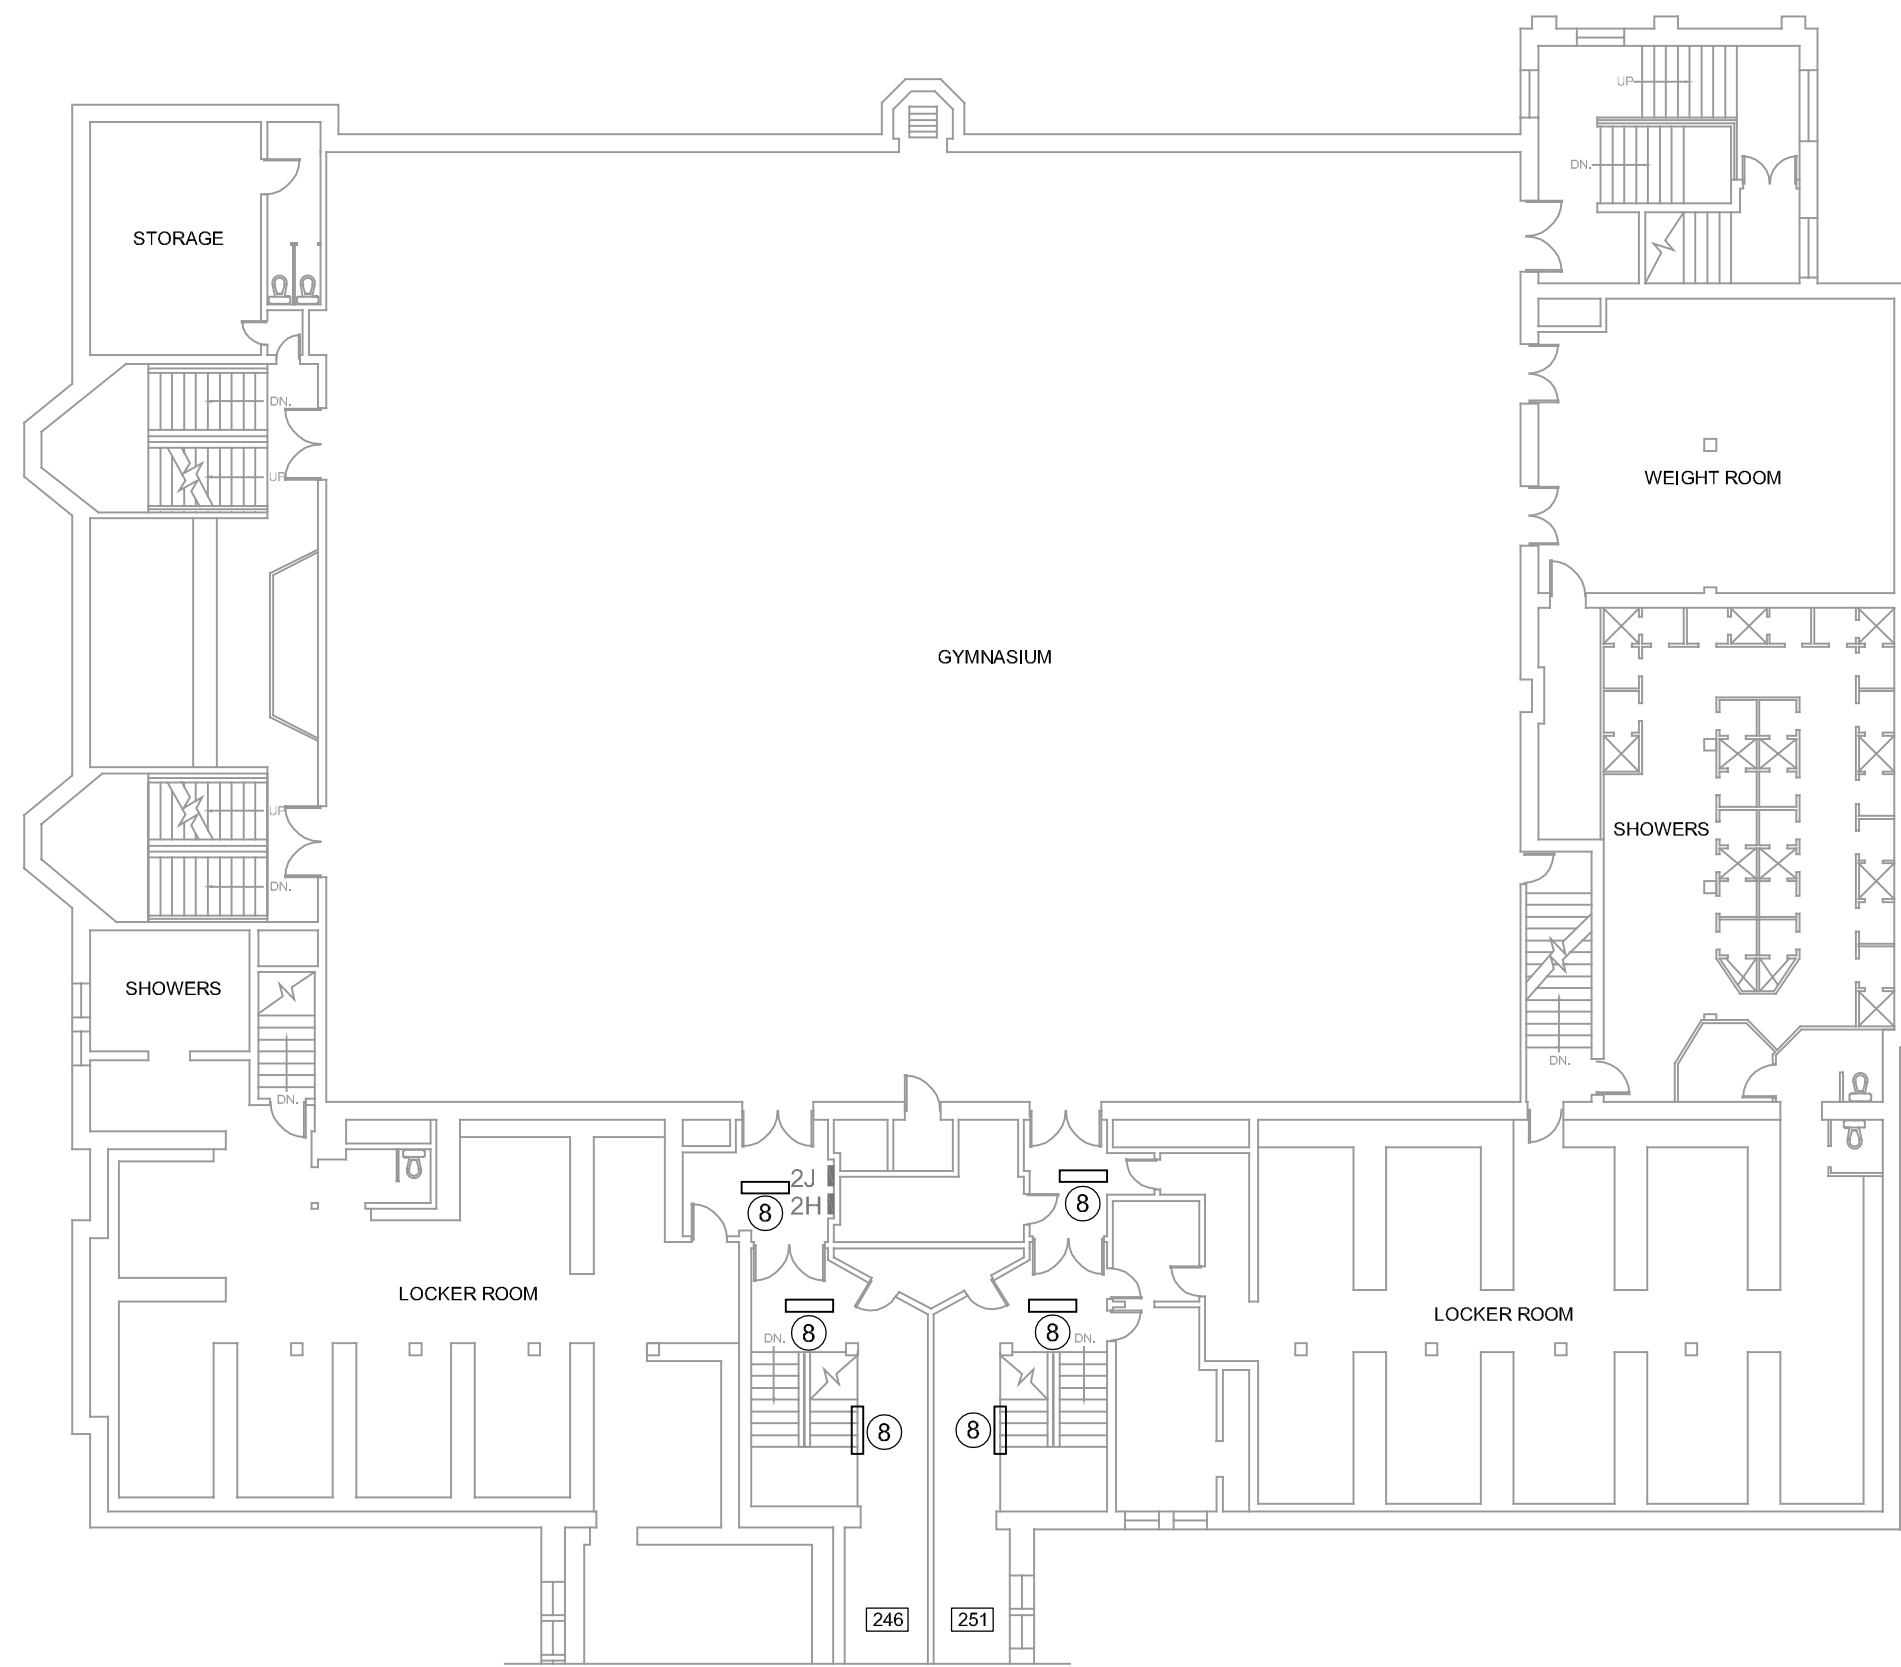 UP
DN.
STORAGE
DN.
UP
WEIGHT ROOM
GYMNASIUM
UP
SHOWERS
DN.
SHOWERS
DN.
DN.
2J
8
2H
8
LOCKER ROOM
LOCKER ROOM
DN.
8
8
DN.
8
8
246
251